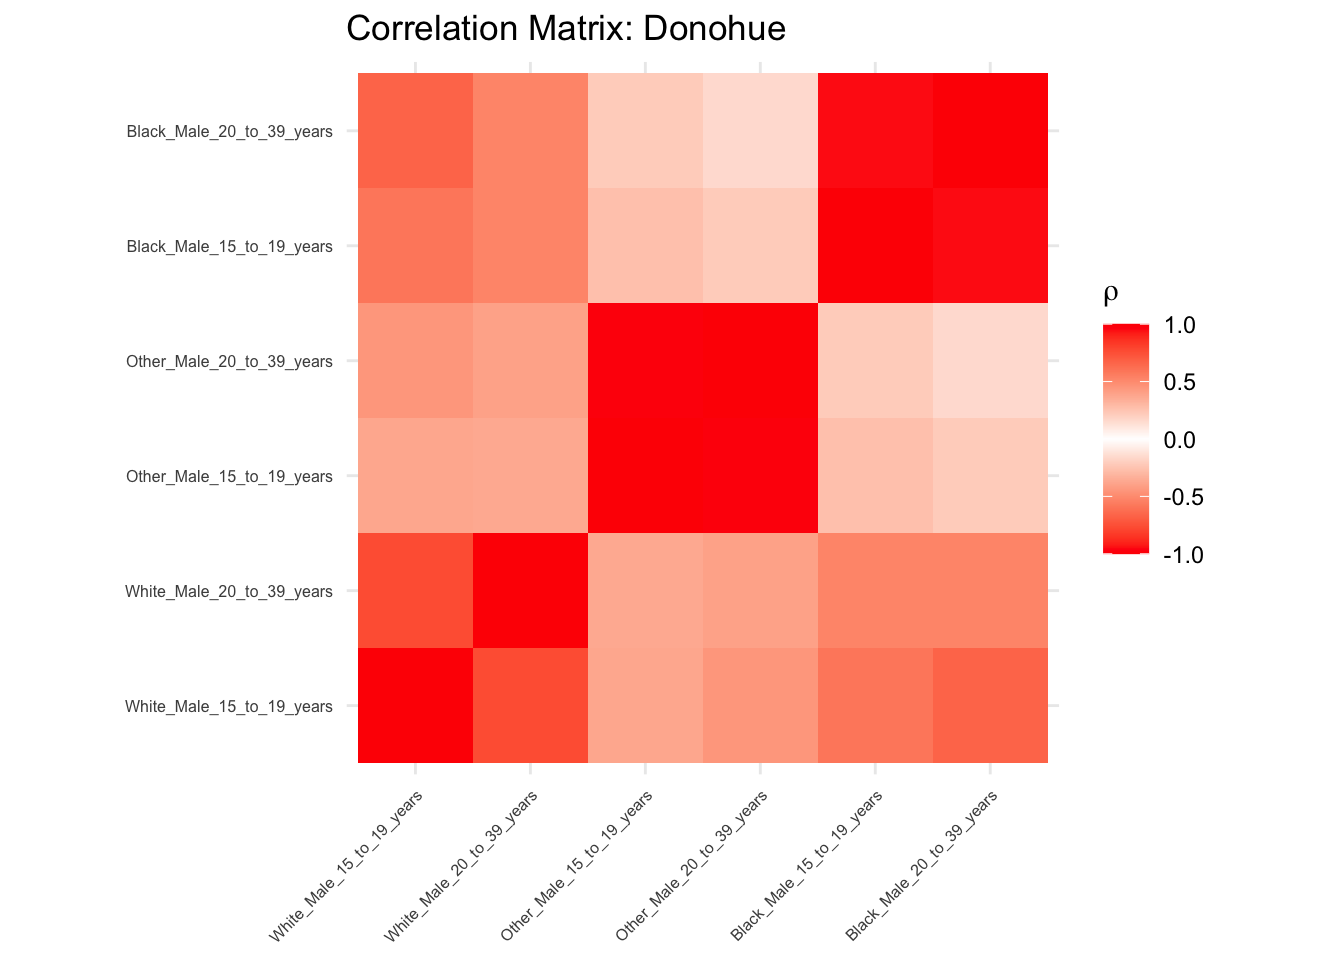 Correlation Matrix: Donohue
Black_Male_20_to_39_years
Black_Male_15_to_19_years
Other_Male_20_to_39_years
Other_Male_15_to_19_years
White_Male_20_to_39_years
White_Male_15_to_19_years
White_Male_15_to_19_years
White_Male_20_to_39_years
Other_Male_15_to_19_years
Other_Male_20_to_39_years
Black_Male_15_to_19_years
Black_Male_20_to_39_years
ρ
1.0
0.5
0.0
-0.5
-1.0